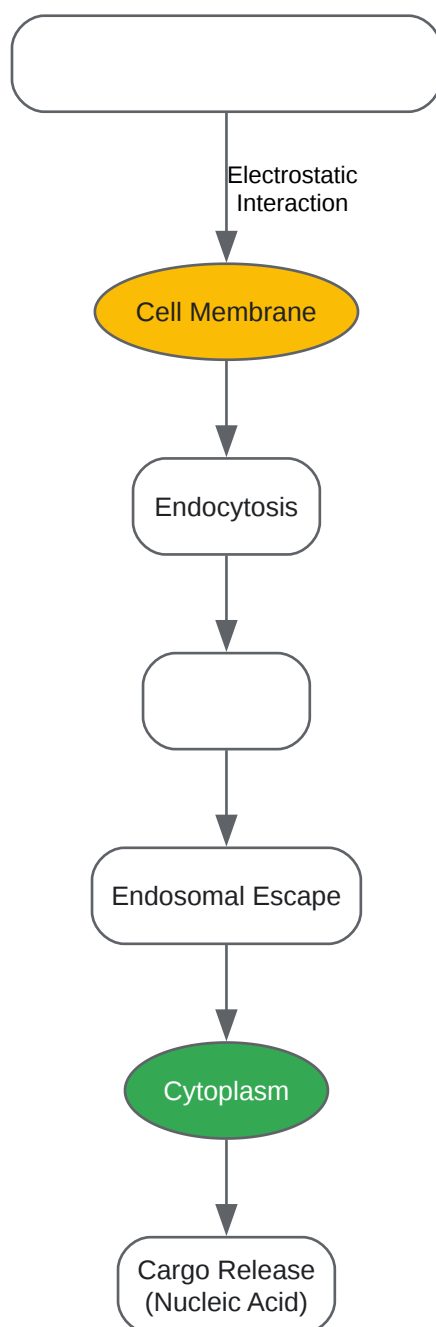 Electrostatic
Interaction
Cell Membrane
Endocytosis
Endosomal Escape
Cytoplasm
Cargo Release
(Nucleic Acid)